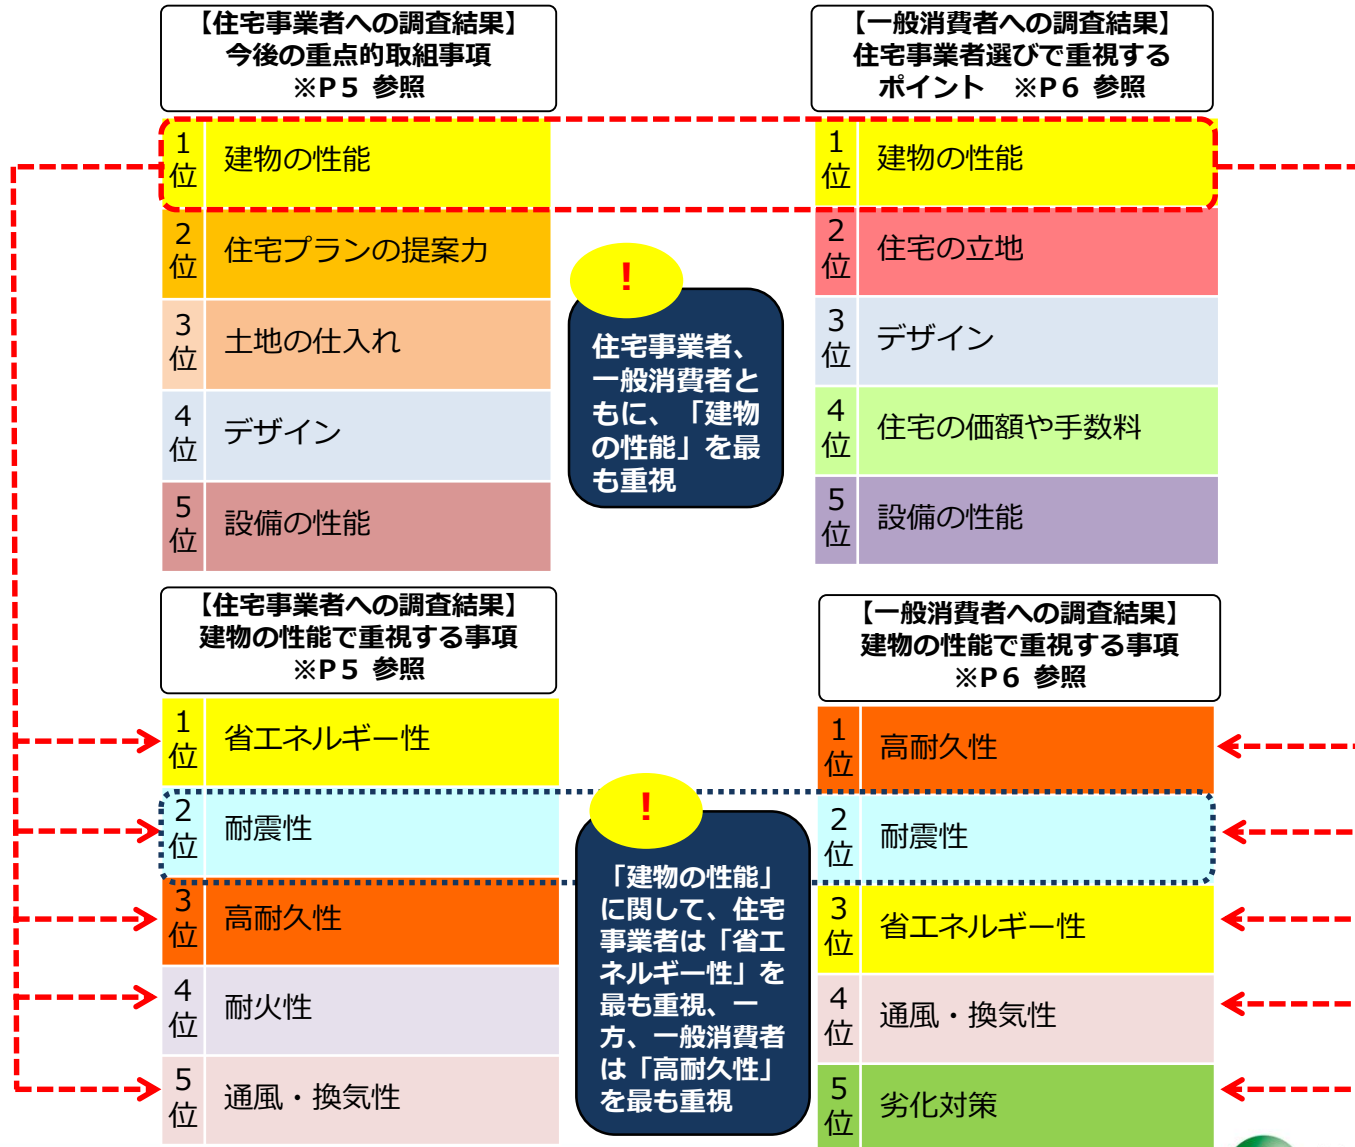 【住宅事業者への調査結果】
今後の重点的取組事項
※P5 参照
1位 建物の性能
2位 住宅プランの提案力
3位 土地の仕入れ
4位 デザイン
5位 設備の性能
【一般消費者への調査結果】
住宅事業者選びで重視する
ポイント ※P6 参照
1位 建物の性能
2位 住宅の立地
3位 デザイン
4位 住宅の価額や手数料
5位 設備の性能
!
住宅事業者、
一般消費者と
もに、「建物
の性能」を最
も重視
【住宅事業者への調査結果】
建物の性能で重視する事項
※P5 参照
1位 省エネルギー性
2位 耐震性
3位 高耐久性
4位 耐火性
5位 通風・換気性
【一般消費者への調査結果】
建物の性能で重視する事項
※P6 参照
1位 高耐久性
2位 耐震性
3位 省エネルギー性
4位 通風・換気性
5位 劣化対策
!
「建物の性能」
に関して、住宅
事業者は「省エ
ネルギー性」を
最も重視、一
方、一般消費者
は「高耐久性」
を最も重視